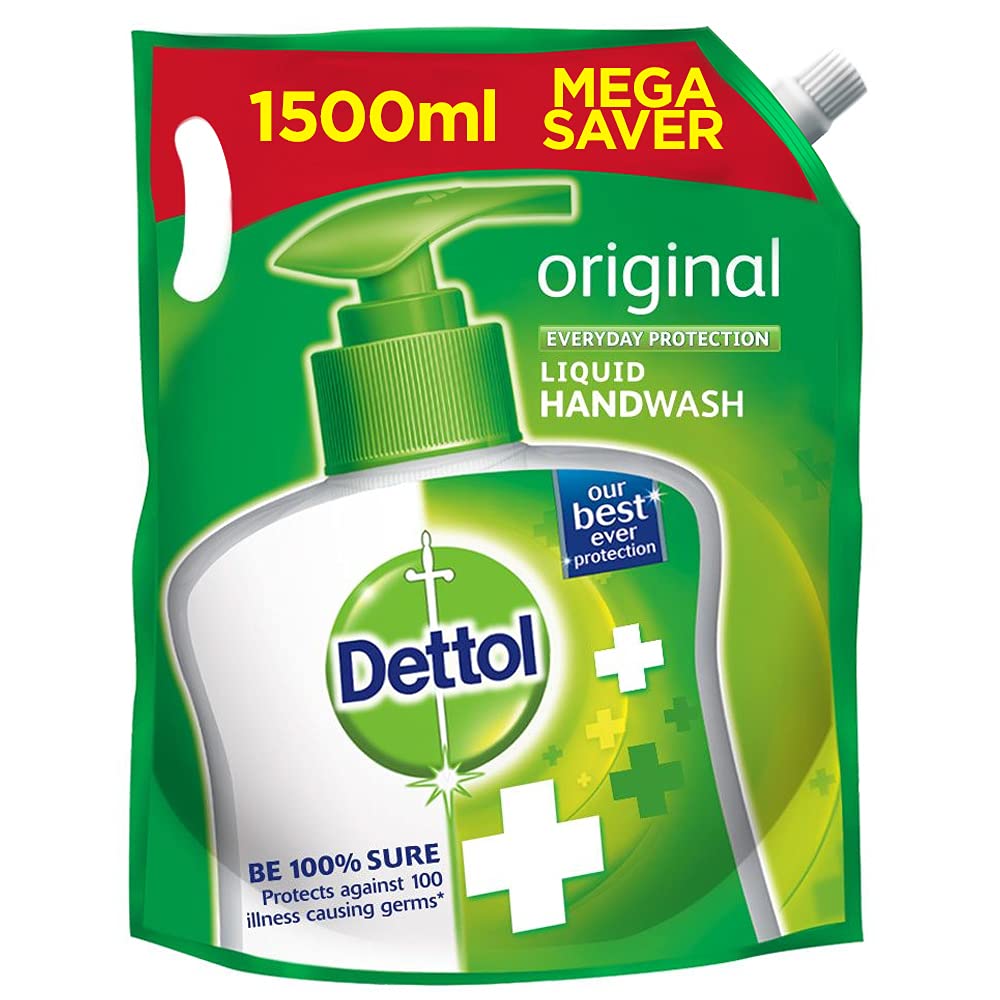 1500ml
MEGA
SAVER
original
EVERYDAY PROTECTION
LIQUID
HANDWASH
our
best
ever
protection
Dettol
BE 100% SURE
Protects against 100
illness causing germs*